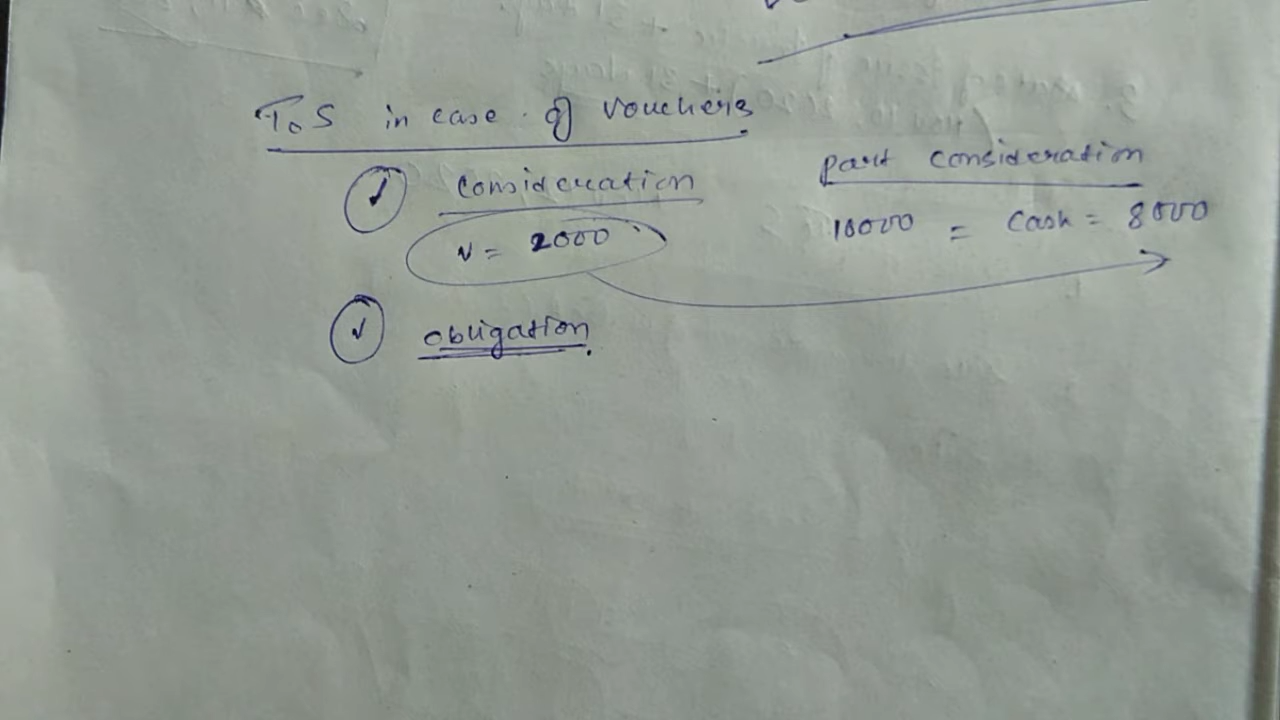 ToS in case of vouchers
consideration
v = 2000
part consideration
10000 = Cash = 8000
obligation.